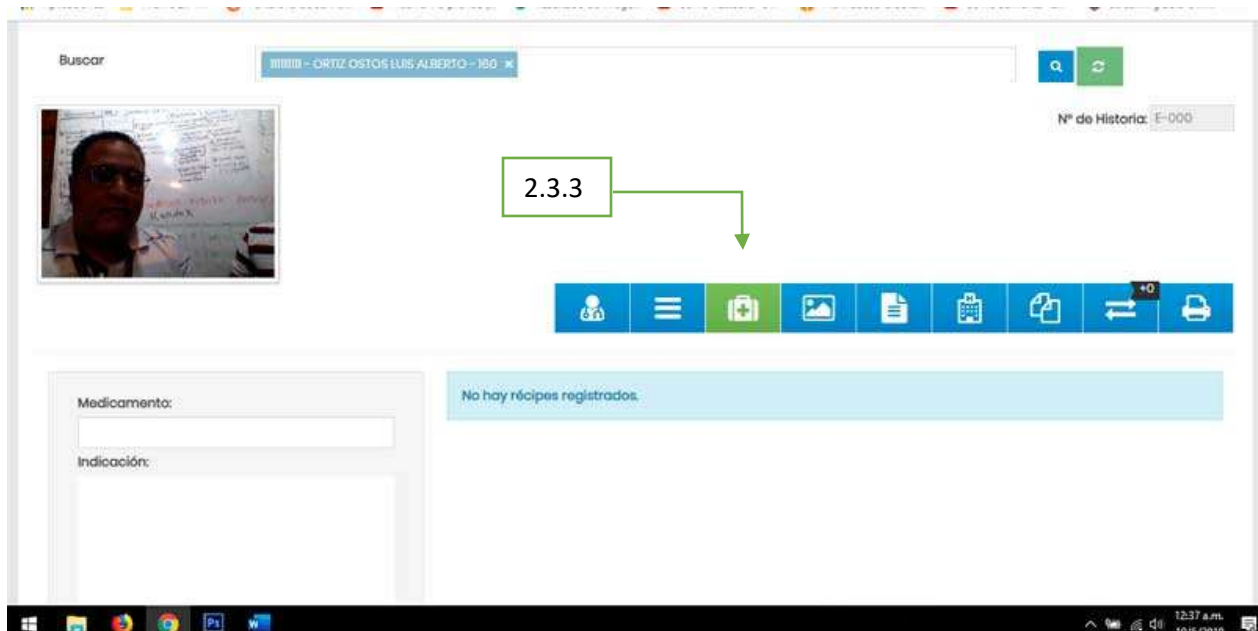 Buscar
ORTIZ OSTOS LUIS ALBERTO - 160 ×
Nº de Historia: E-000
2.3.3
+0
Medicamento:
No hay récipes registrados.
Indicación:
Ps
12:37 a.m.